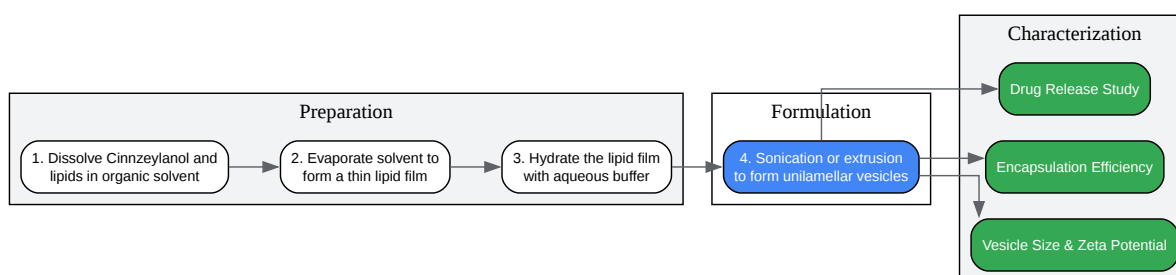 Preparation
1. Dissolve Cinnzeylanol and
lipids in organic solvent
2. Evaporate solvent to
form a thin lipid film
3. Hydrate the lipid film
with aqueous buffer
Formulation
4. Sonication or extrusion
to form unilamellar vesicles
Characterization
Drug Release Study
Encapsulation Efficiency
Vesicle Size & Zeta Potential